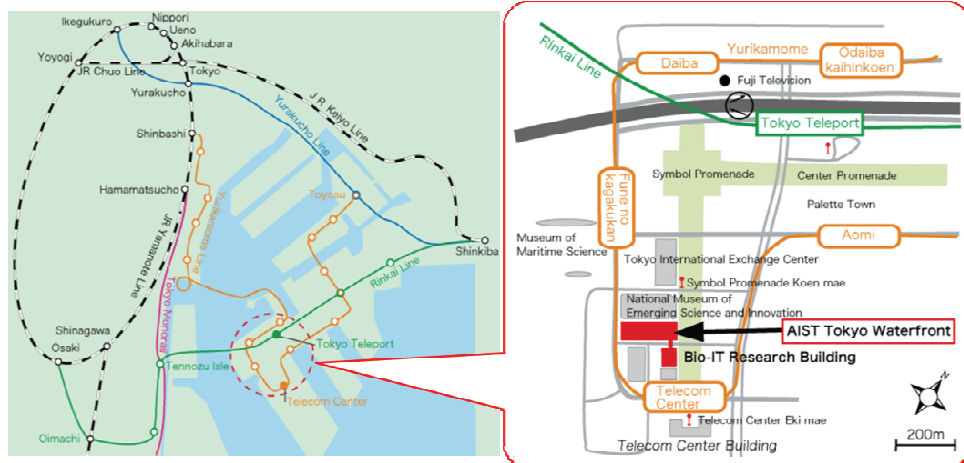 Nippori
Ikegukuro
Ueno
Akihabara
Yoyogi
JR Chuo Line
Tokyo
Yurakucho
J R Keiyo Line
Shinbashi
Yurakucho Line
Hamamatsucho
Toyosu
Yurikamome Line
JR Yamanote Line
Shinkiba
Rinkai Line
Tokyo Monorail
Shinagawa
Osaki
Tokyo Teleport
Tennozu Isle
Telecom Center
Oimachi
Rinkai Line
Yurikamome
Daiba
Odaiba
kaihinkoen
Fuji Television
Tokyo Teleport
Symbol Promenade
Center Promenade
Fune no
kagakukan
Palette Town
Museum of
Maritime Science
Aomi
Tokyo International Exchange Center
Symbol Promenade Koen mae
National Museum of
Emerging Science and Innovation
AIST Tokyo Waterfront
Bio-IT Research Building
Telecom
Center
Telecom Center Eki mae
Telecom Center Building
N
200m